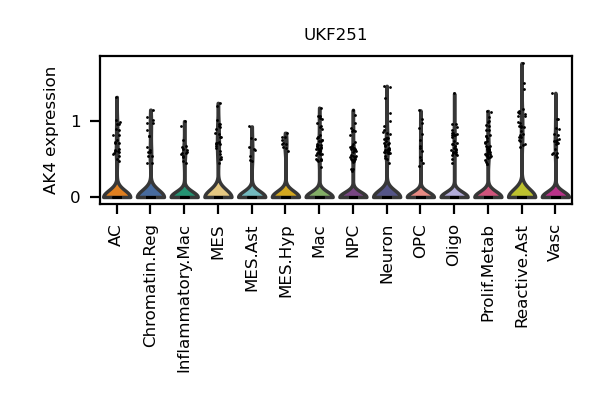 UKF251
AK4 expression
1
0
AC
Chromatin.Reg
Inflammatory.Mac
MES
MES.Ast
MES.Hyp
Mac
NPC
Neuron
OPC
Oligo
Prolif.Metab
Reactive.Ast
Vasc